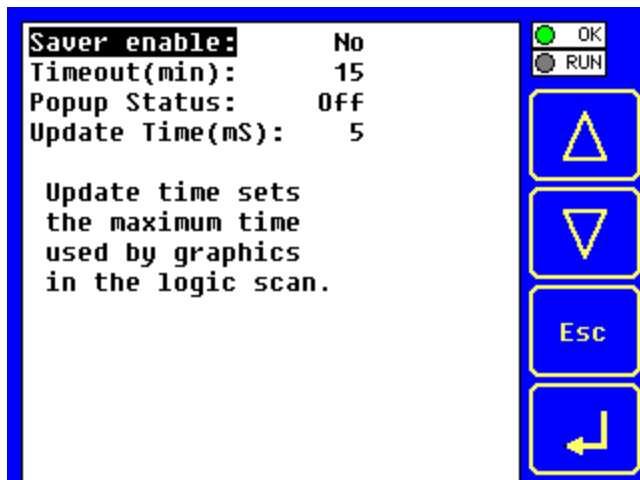 Saver enable: No
Timeout(min): 15
Popup Status: Off
Update Time(mS): 5
Update time sets
the maximum time
used by graphics
in the logic scan.
OK
RUN
Esc